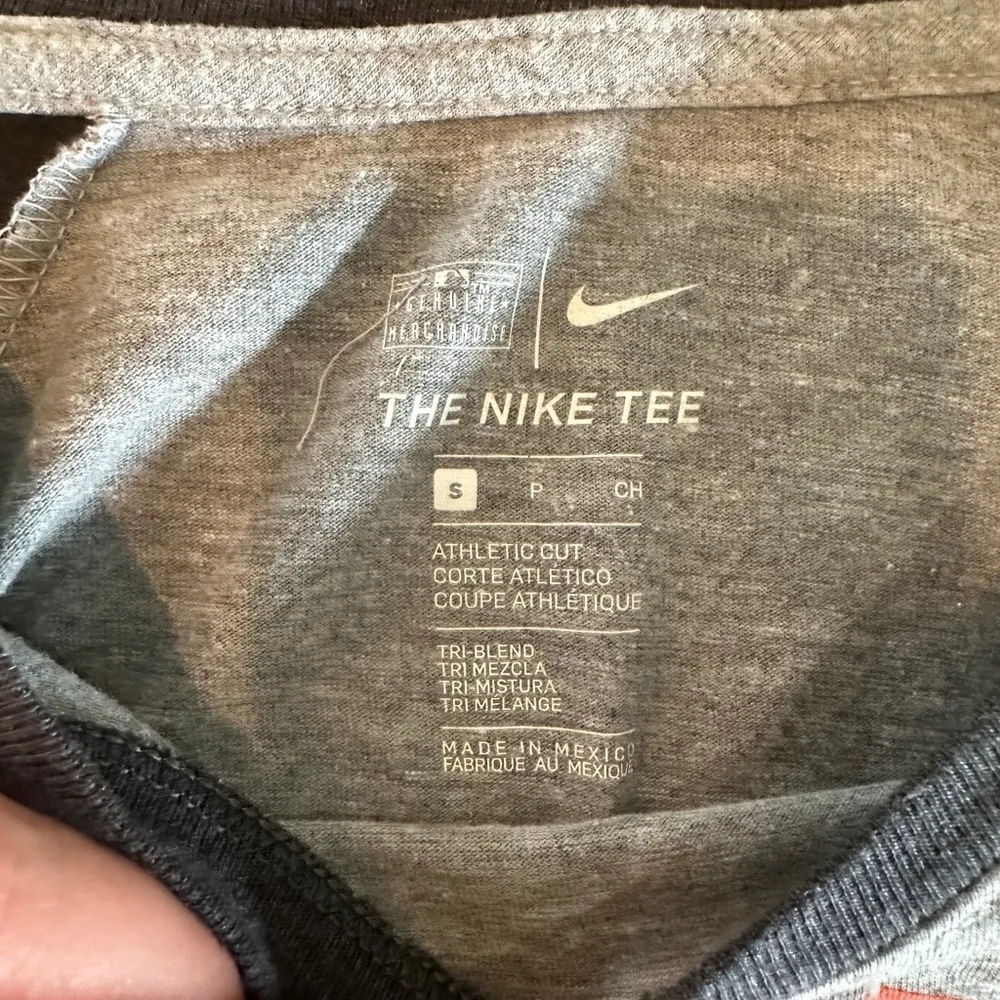 GENUINE TM
MERCHANDISE
THE NIKE TEE
S P CH
ATHLETIC CUT
CORTE ATLÉTICO
COUPE ATHLÉTIQUE
TRI-BLEND
TRI MEZCLA
TRI-MISTURA
TRI MÉLANGE
MADE IN MEXICO
FABRIQUE AU MEXIQUE